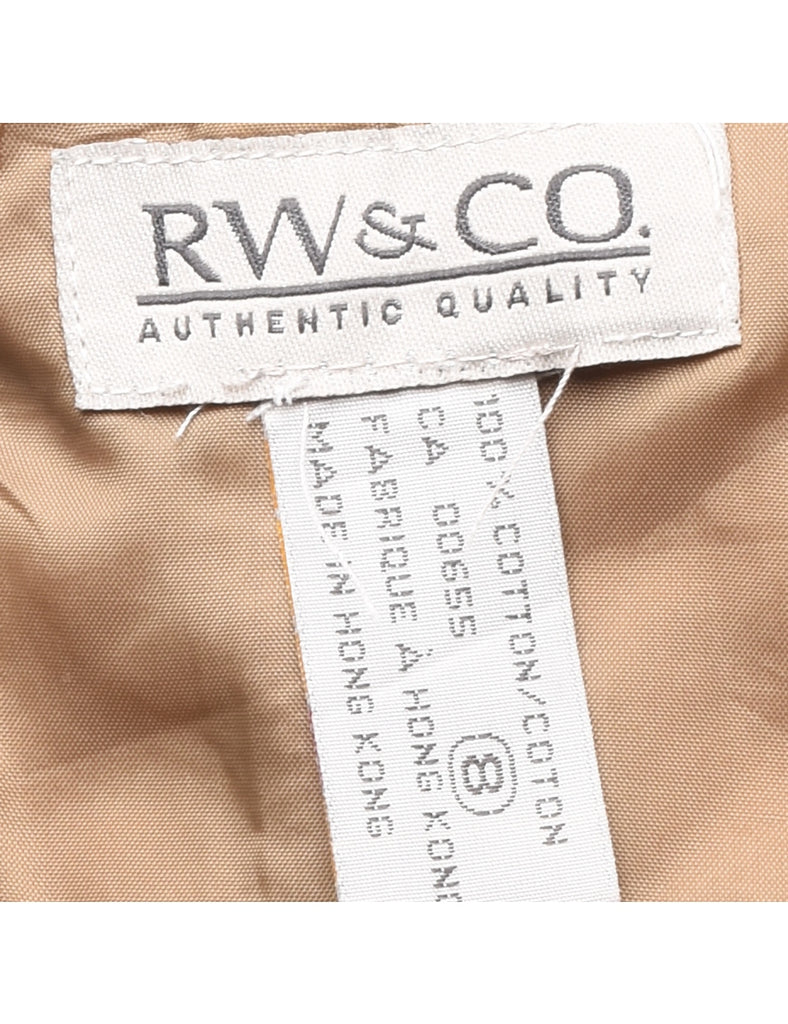 RW&CO.
AUTHENTIC QUALITY
100% COTTON/COTON
CA 00655 8
FABRIQUE À HONG KONG
MADE IN HONG KONG